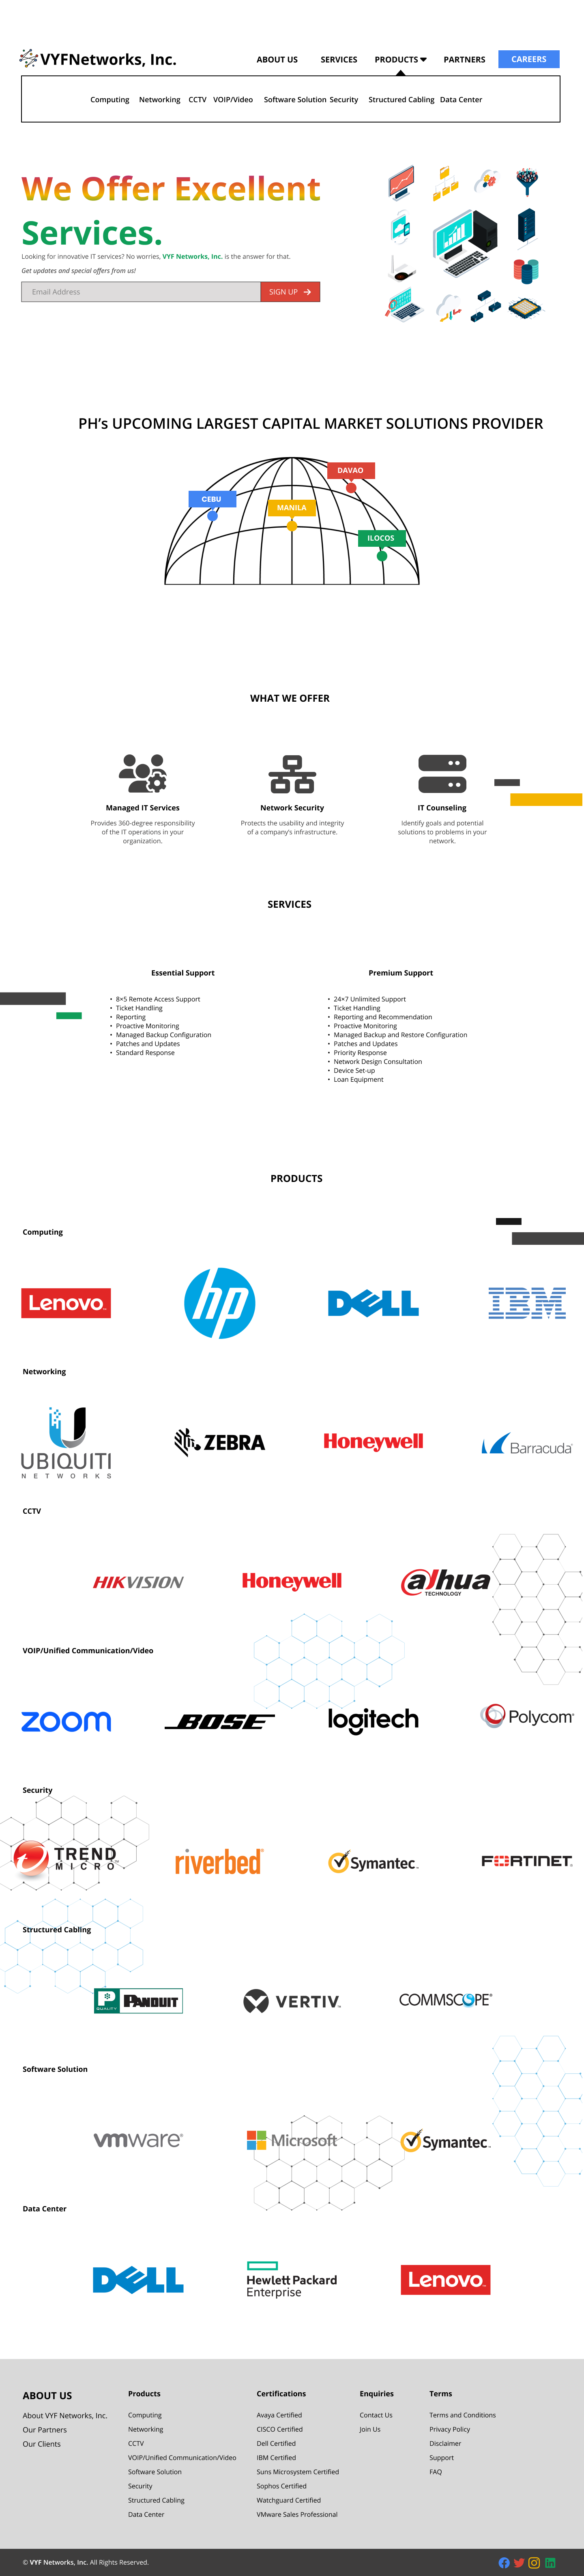 VYFNetworks, Inc.
ABOUT US SERVICES PRODUCTS PARTNERS CAREERS
Computing Networking CCTV VOIP/Video Software Solution Security Structured Cabling Data Center
We Offer Excellent
Services.
Looking for innovative IT services? No worries, VYF Networks, Inc. is the answer for that.
Get updates and special offers from us!
Email Address SIGN UP
PH's UPCOMING LARGEST CAPITAL MARKET SOLUTIONS PROVIDER
DAVAO
CEBU
MANILA
ILOCOS
WHAT WE OFFER
Managed IT Services
Provides 360-degree responsibility
of the IT operations in your
organization.
Network Security
Protects the usability and integrity
of a company's infrastructure.
IT Counseling
Identify goals and potential
solutions to problems in your
network.
SERVICES
Essential Support
• 8×5 Remote Access Support
• Ticket Handling
• Reporting
• Proactive Monitoring
• Managed Backup Configuration
• Patches and Updates
• Standard Response
Premium Support
• 24×7 Unlimited Support
• Ticket Handling
• Reporting and Recommendation
• Proactive Monitoring
• Managed Backup and Restore Configuration
• Patches and Updates
• Priority Response
• Network Design Consultation
• Device Set-up
• Loan Equipment
PRODUCTS
Computing
Lenovo
hp
DELL
IBM
Networking
UBIQUITI
NETWORKS
ZEBRA
Honeywell
Barracuda
CCTV
HIKVISION
Honeywell
alhua
TECHNOLOGY
VOIP/Unified Communication/Video
zoom
BOSE
logitech
Polycom
Security
TREND
MICRO
riverbed
Symantec
FORTINET
Structured Cabling
P
QUALITY
PANDUIT
VERTIV
COMMSCOPE
Software Solution
vmware
Microsoft
Symantec
Data Center
DELL
Hewlett Packard
Enterprise
Lenovo
ABOUT US
About VYF Networks, Inc.
Our Partners
Our Clients
Products
Computing
Networking
CCTV
VOIP/Unified Communication/Video
Software Solution
Security
Structured Cabling
Data Center
Certifications
Avaya Certified
CISCO Certified
Dell Certified
IBM Certified
Suns Microsystem Certified
Sophos Certified
Watchguard Certified
VMware Sales Professional
Enquiries
Contact Us
Join Us
Terms
Terms and Conditions
Privacy Policy
Disclaimer
Support
FAQ
© VYF Networks, Inc. All Rights Reserved.